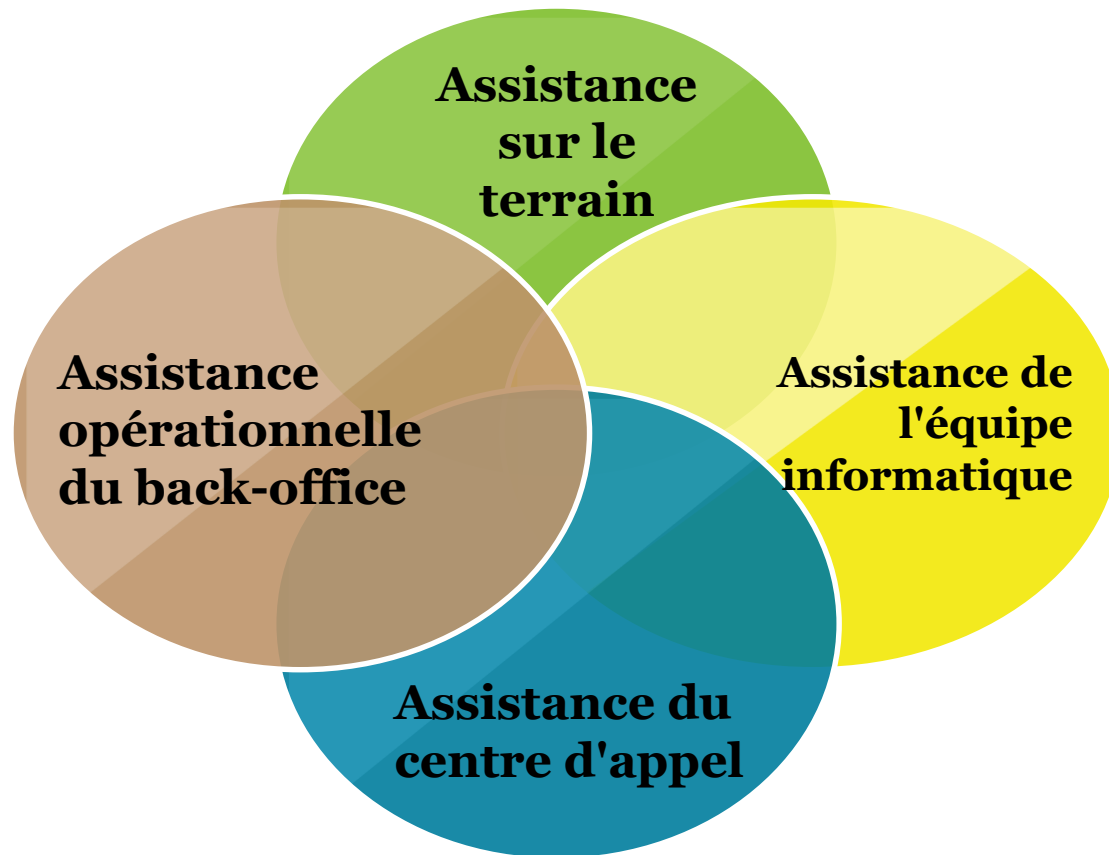 Assistance
sur le
terrain
Assistance
opérationnelle
du back-office
Assistance de
l'équipe
informatique
Assistance du
centre d'appel